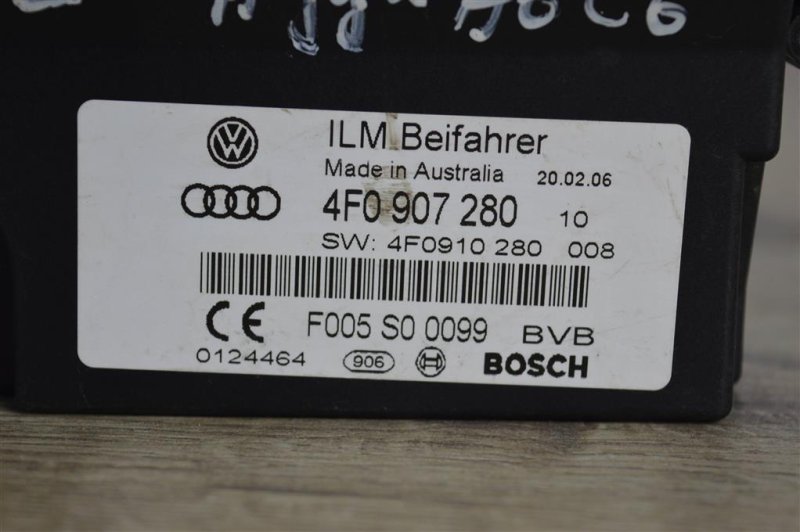 ILM Beifahrer
Made in Australia 20.02.06
4F0 907 280 10
SW: 4F0910 280 008
CE F005 S0 0099 BVB
0124464 906 BOSCH